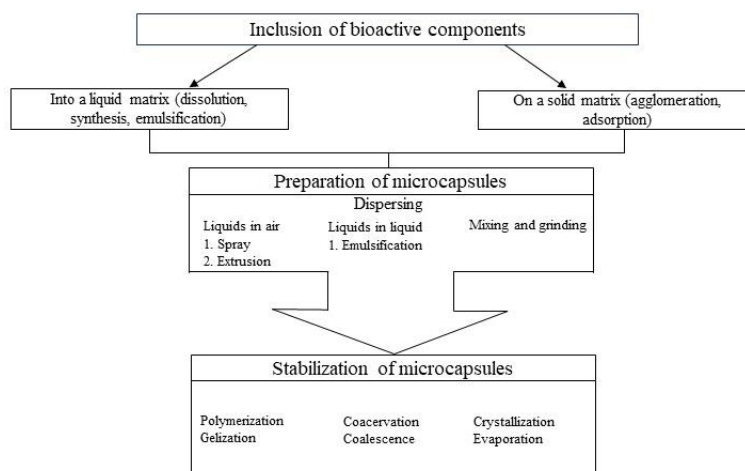 Inclusion of bioactive components
Into a liquid matrix (dissolution,
synthesis, emulsification)
On a solid matrix (agglomeration,
adsorption)
Preparation of microcapsules
Dispersing
Liquids in air
1. Spray
2. Extrusion
Liquids in liquid
1. Emulsification
Mixing and grinding
Stabilization of microcapsules
Polymerization
Gelization
Coacervation
Coalescence
Crystallization
Evaporation